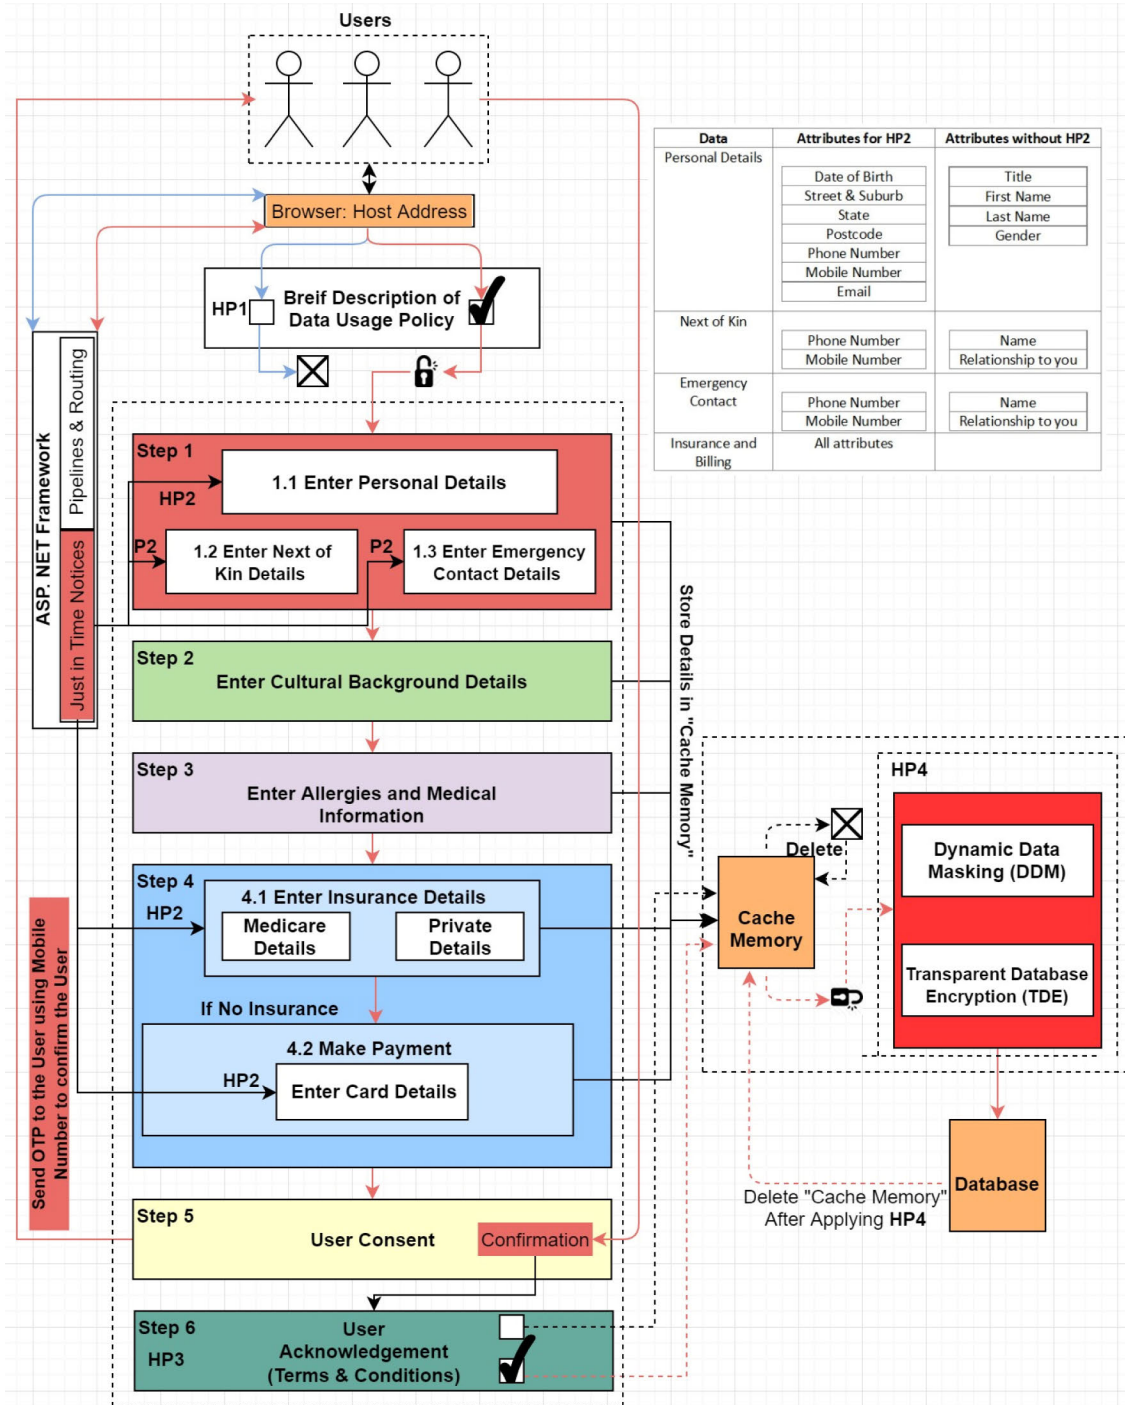 Users
Browser: Host Address
HP1
Breif Description of
Data Usage Policy
Data
Attributes for HP2
Attributes without HP2
Personal Details
Date of Birth
Street & Suburb
State
Postcode
Phone Number
Mobile Number
Email
Title
First Name
Last Name
Gender
Next of Kin
Phone Number
Mobile Number
Name
Relationship to you
Emergency
Contact
Phone Number
Mobile Number
Name
Relationship to you
Insurance and
Billing
All attributes
ASP. NET Framework
Pipelines & Routing
Just in Time Notices
Step 1
1.1 Enter Personal Details
HP2
P2
1.2 Enter Next of
Kin Details
P2
1.3 Enter Emergency
Contact Details
Step 2
Enter Cultural Background Details
Step 3
Enter Allergies and Medical
Information
Step 4
4.1 Enter Insurance Details
HP2
Medicare
Details
Private
Details
If No Insurance
4.2 Make Payment
HP2
Enter Card Details
Send OTP to the User using Mobile
Number to confirm the User
Step 5
User Consent
Confirmation
Step 6
HP3
User
Acknowledgement
(Terms & Conditions)
Store Details in "Cache Memory"
HP4
Delete
Cache
Memory
Dynamic Data
Masking (DDM)
Transparent Database
Encryption (TDE)
Database
Delete "Cache Memory"
After Applying HP4